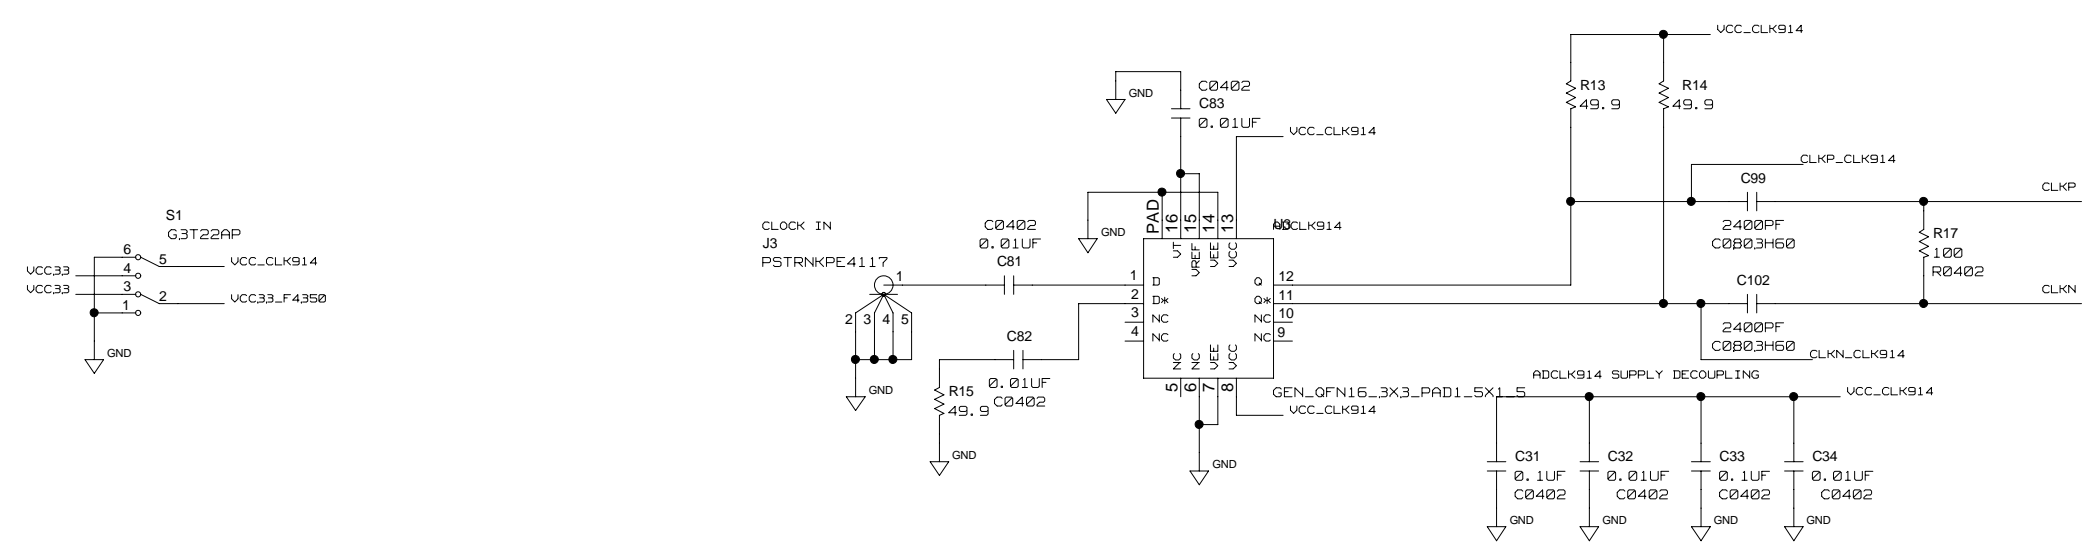 VCC_CLK914
R13
49.9
R14
49.9
GND
C0402
C83
0.01UF
VCC_CLK914
CLKP_CLK914
C99
2400PF
C0803H60
CLKP
S1
G3T22AP
6
5
VCC_CLK914
VCC33
4
VCC33
3
2
VCC33_F4350
1
GND
CLOCK IN
J3
PSTRNKPE4117
1
2
3
4
5
GND
C0402
0.01UF
C81
C82
0.01UF
C0402
R15
49.9
GND
GND
PAD
16
15
14
13
U3
ADCLK914
VT
VREF
VEE
VCC
1
D
2
D*
3
NC
4
NC
Q
12
Q*
11
NC
10
NC
9
NC
NC
VEE
VCC
5
6
7
8
GEN_QFN16_3X3_PAD1_5X1_5
VCC_CLK914
GND
R17
100
R0402
C102
2400PF
C0803H60
CLKN
CLKN_CLK914
ADCLK914 SUPPLY DECOUPLING
VCC_CLK914
C31
0.1UF
C0402
GND
C32
0.01UF
C0402
GND
C33
0.1UF
C0402
GND
C34
0.01UF
C0402
GND